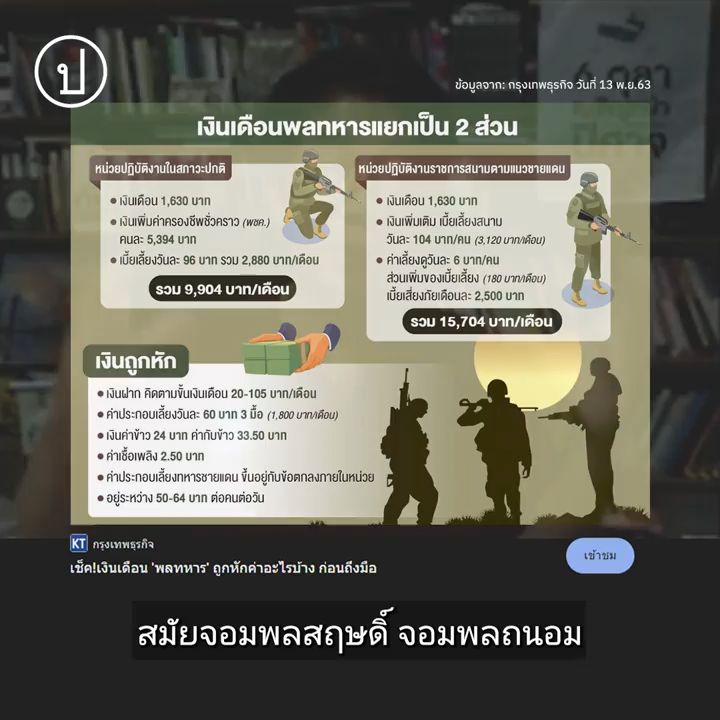 ป
ข้อมูลจาก: กรุงเทพธุรกิจ วันที่ 13 พ.ย.63
เงินเดือนพลทหารแยกเป็น 2 ส่วน
หน่วยปฏิบัติงานในสภาวะปกติ
เงินเดือน 1,630 บาท
เงินเพิ่มค่าครองชีพชั่วคราว (พชค.)
คนละ 5,394 บาท
เบี้ยเลี้ยงวันละ 96 บาท รวม 2,880 บาท/เดือน
รวม 9,904 บาท/เดือน
หน่วยปฏิบัติงานราชการสนามตามแนวชายแดน
เงินเดือน 1,630 บาท
เงินเพิ่มเติม เบี้ยเลี้ยงสนาม
วันละ 104 บาท/คน (3,120 บาท/เดือน)
ค่าเลี้ยงดูวันละ 6 บาท/คน
ส่วนเพิ่มของเบี้ยเลี้ยง (180 บาท/เดือน)
เบี้ยเสี่ยงภัยเดือนละ 2,500 บาท
รวม 15,704 บาท/เดือน
เงินถูกหัก
เงินฝาก คิดตามขั้นเงินเดือน 20-105 บาท/เดือน
ค่าประกอบเลี้ยงวันละ 60 บาท 3 มื้อ (1,800 บาท/เดือน)
เงินค่าข้าว 24 บาท ค่ากับข้าว 33.50 บาท
ค่าเชื้อเพลิง 2.50 บาท
ค่าประกอบเลี้ยงทหารชายแดน ขึ้นอยู่กับข้อตกลงภายในหน่วย
อยู่ระหว่าง 50-64 บาท ต่อคนต่อวัน
KT กรุงเทพธุรกิจ
เช็ค!เงินเดือน 'พลทหาร' ถูกหักค่าอะไรบ้าง ก่อนถึงมือ
เข้าชม
สมัยจอมพลสฤษดิ์ จอมพลถนอม